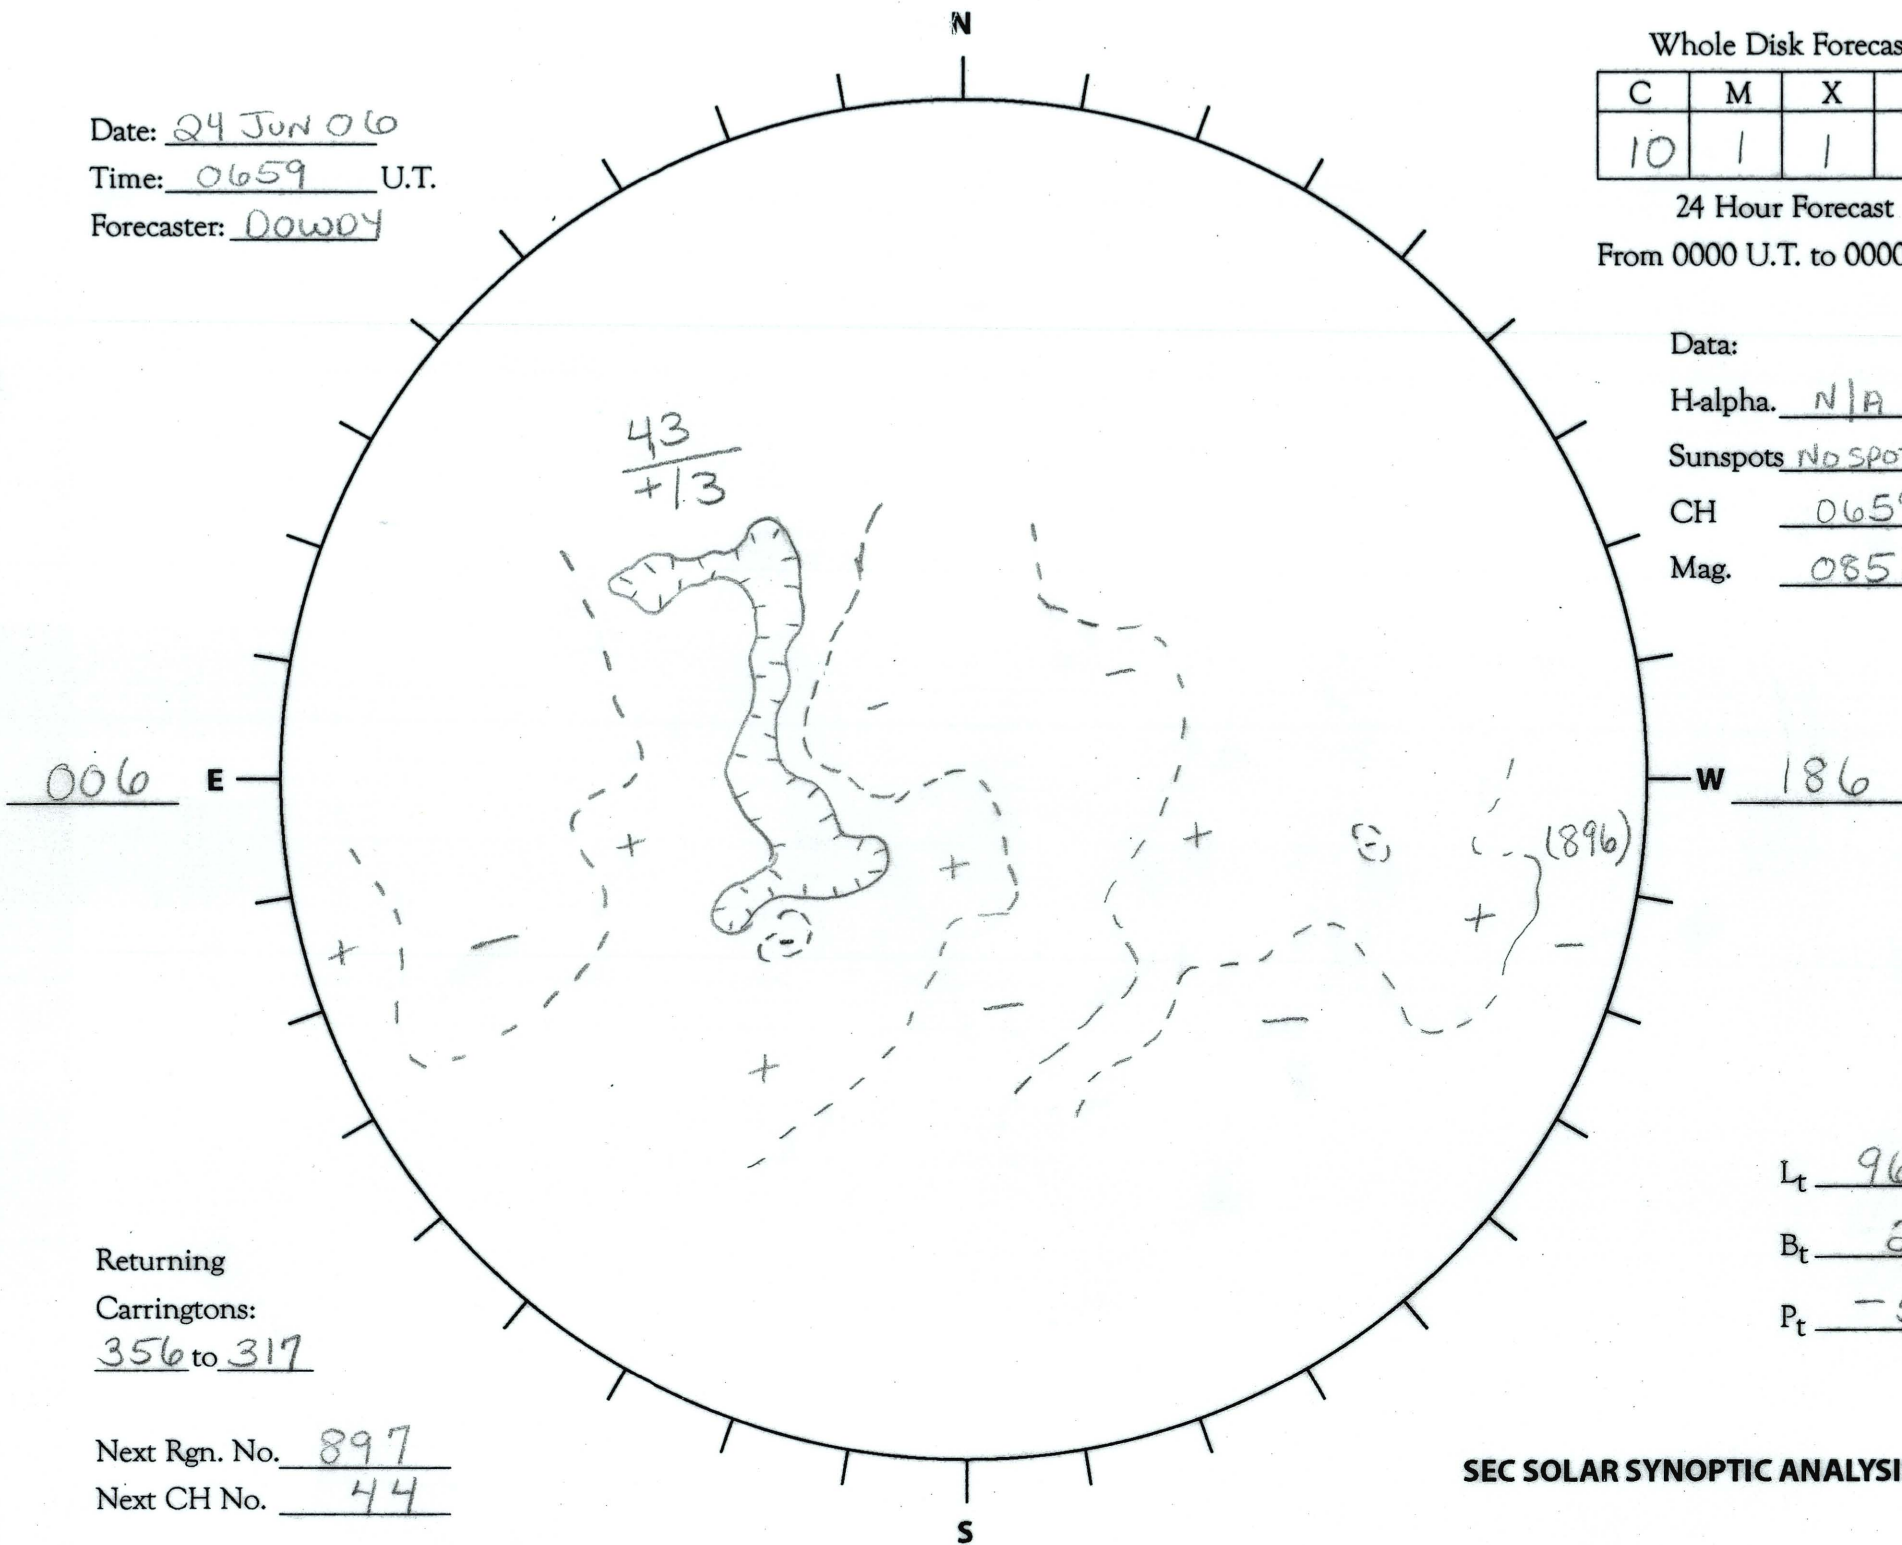 N
Whole Disk Forecas
C M X
10 1 1
24 Hour Forecast
From 0000 U.T. to 0000
Date: 24 JUN 06
Time: 0659 U.T.
Forecaster: DOWDY
Data:
H-alpha. N/A
Sunspots NO SPO
CH 065
Mag. 085
43
+13
-
-
006 E
W 186
+
+
+
-
(896)
+
-
+
-
-
-
-
+
Lt 96
Bt
Pt -
Returning
Carringtons:
356 to 317
Next Rgn. No. 897
Next CH No. 44
SEC SOLAR SYNOPTIC ANALYSI
S